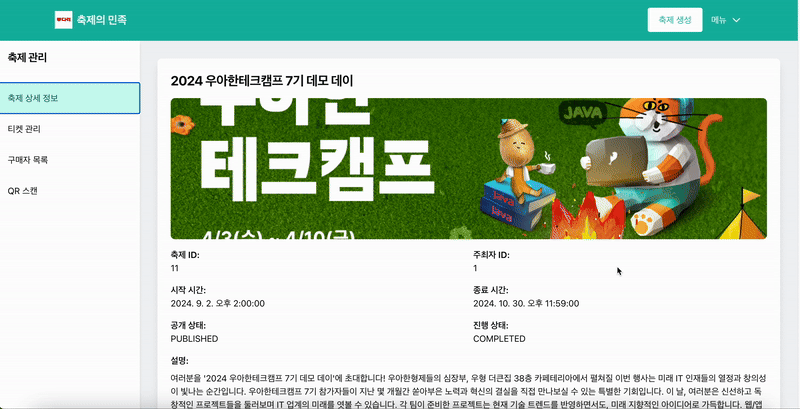 축제의 민족
축제 생성
메뉴
축제 관리
축제 상세 정보
티켓 관리
구매자 목록
QR 스캔
2024 우아한테크캠프 7기 데모 데이
우아한
테크캠프
4/3(수) ~ 4/10(금)
JAVA
java
java
축제 ID:
11
주최자 ID:
1
시작 시간:
2024. 9. 2. 오후 2:00:00
종료 시간:
2024. 10. 30. 오후 11:59:00
공개 상태:
PUBLISHED
진행 상태:
COMPLETED
설명:
여러분을 '2024 우아한테크캠프 7기 데모 데이'에 초대합니다! 우아한형제들의 심장부, 우형 더큰집 38층 카페테리아에서 펼쳐질 이번 행사는 미래 IT 인재들의 열정과 창의성
이 빛나는 순간입니다. 우아한테크캠프 7기 참가자들이 지난 몇 개월간 쏟아부은 노력과 혁신의 결실을 직접 만나보실 수 있는 특별한 기회입니다. 이 날, 여러분은 신선하고 독
창적인 프로젝트들을 둘러보며 IT 업계의 미래를 엿볼 수 있습니다. 각 팀이 준비한 프로젝트는 현재 기술 트렌드를 반영하면서도, 미래 지향적인 아이디어로 가득합니다. 웹/앱